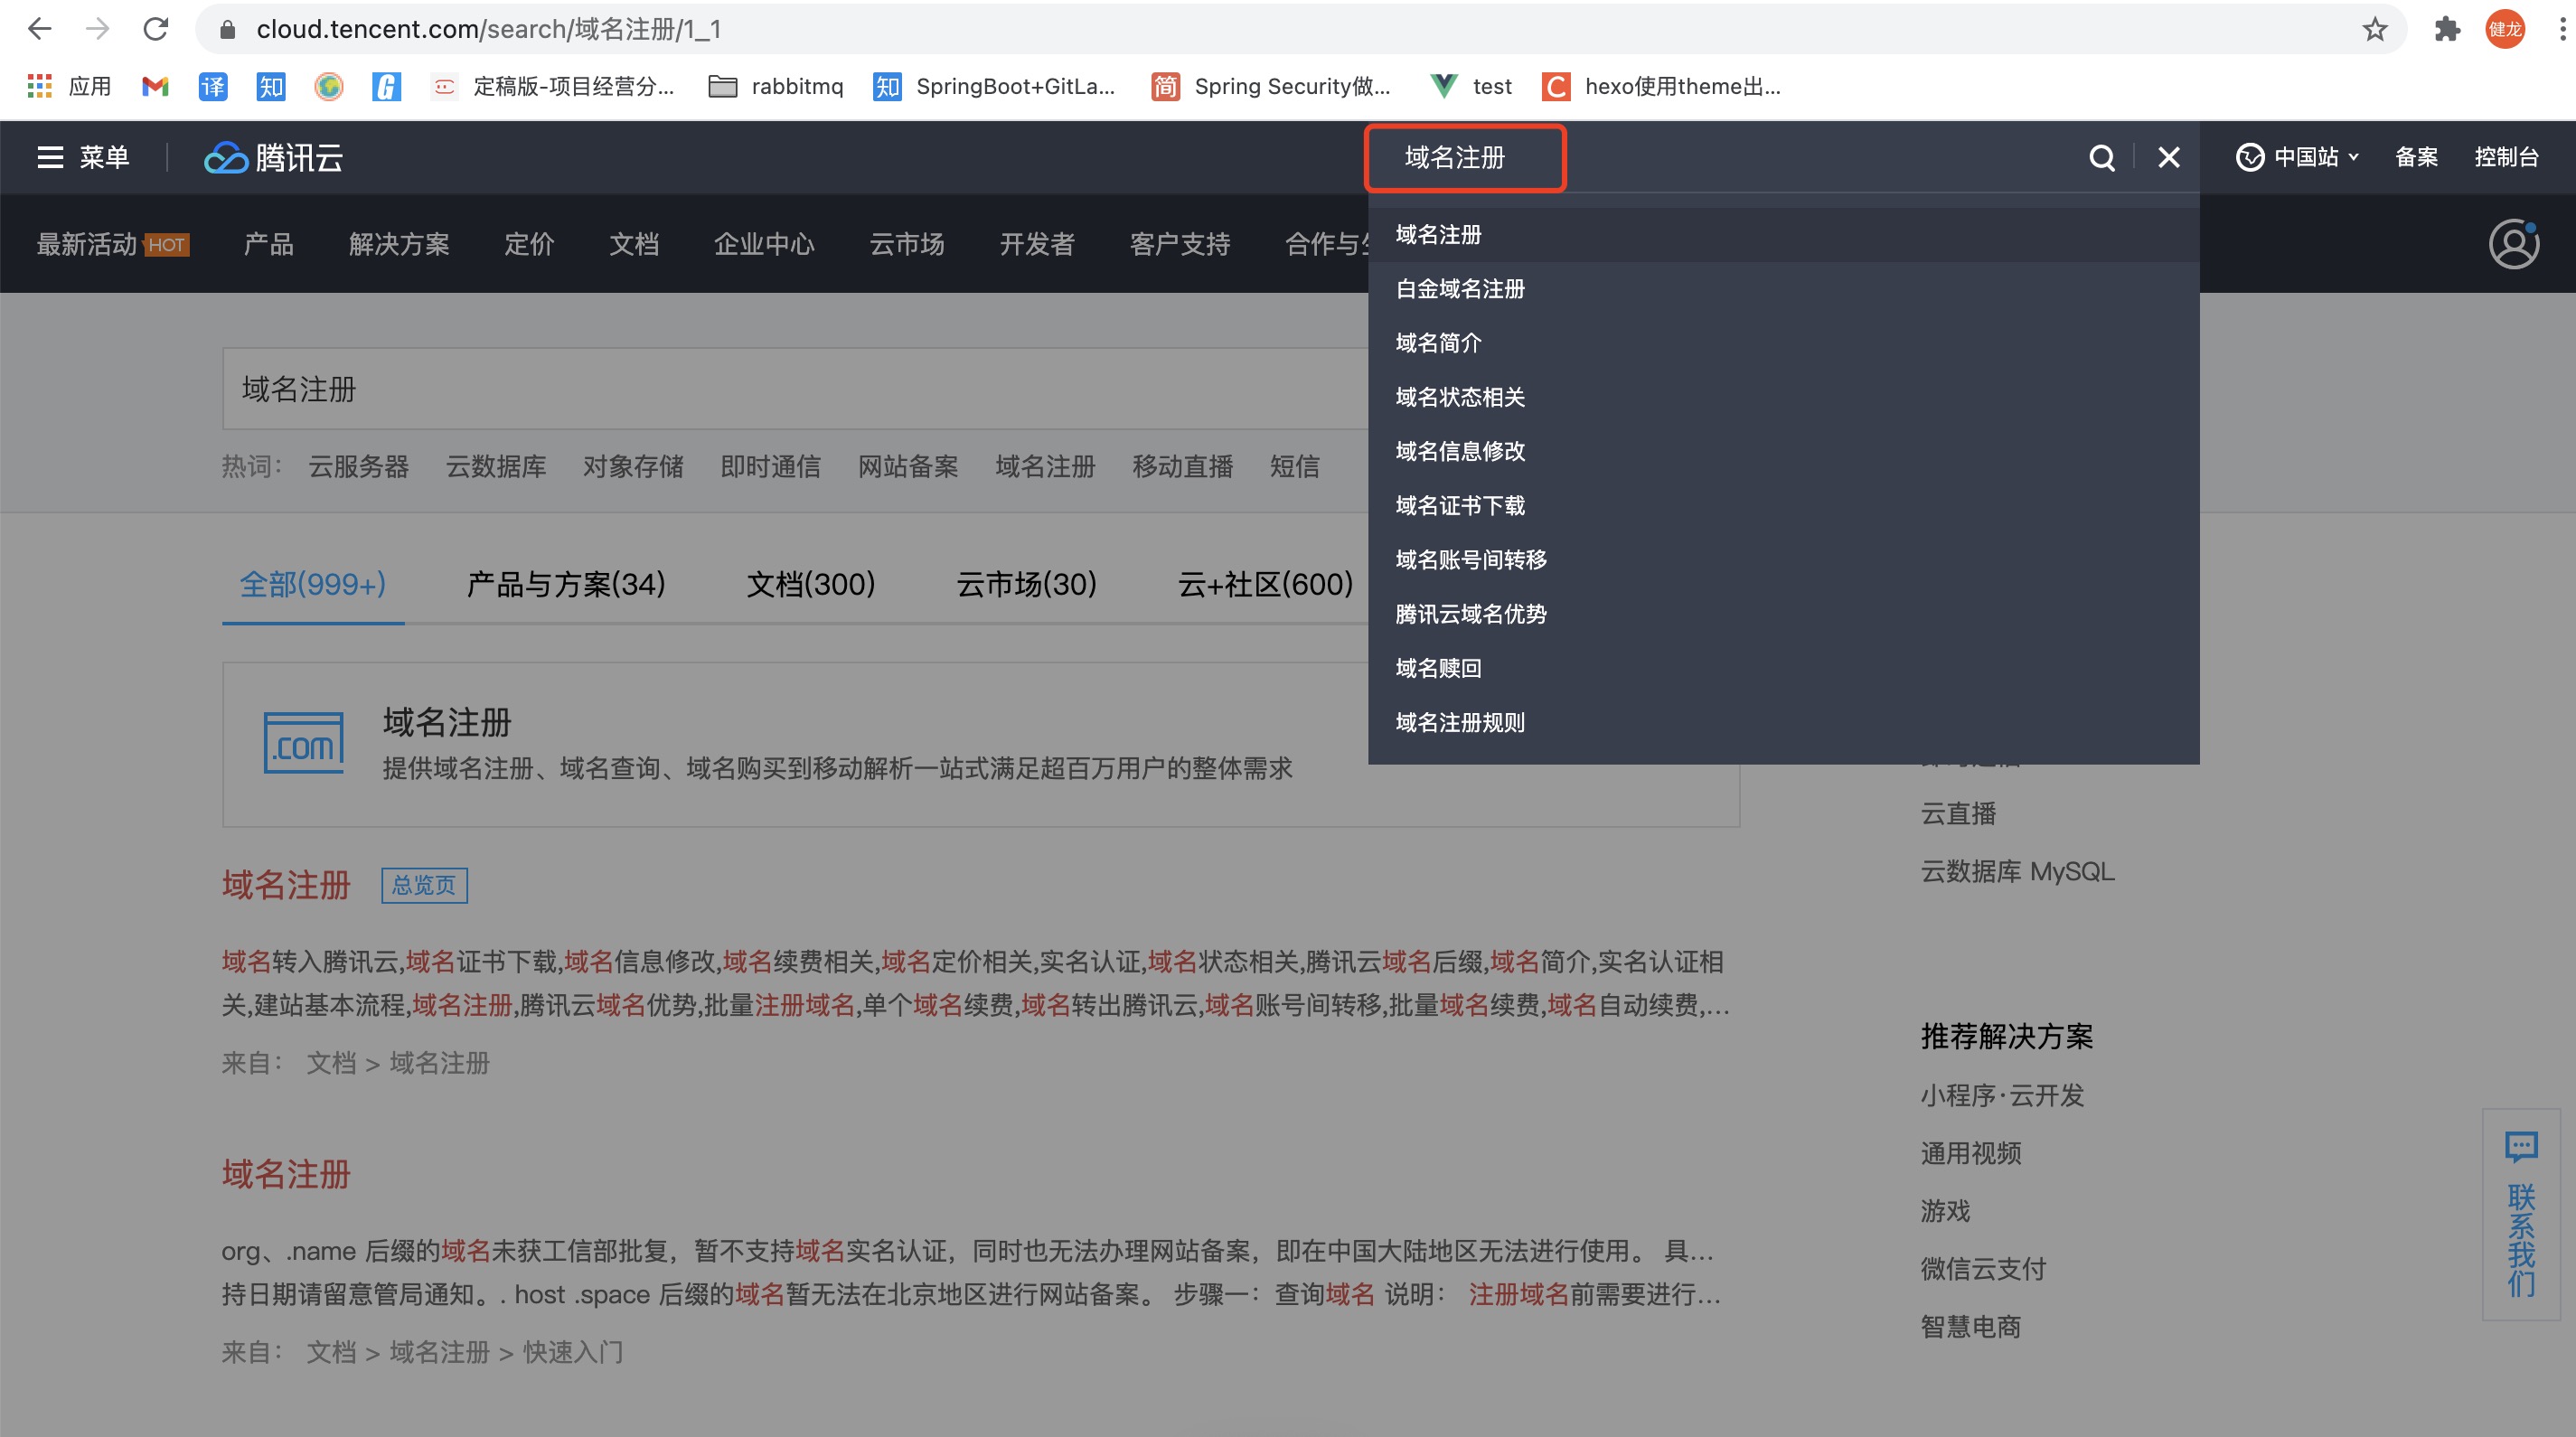 cloud.tencent.com/search/域名注册/1_1
健龙
应用
译
知
G
定稿版-项目经营分...
rabbitmq
知
SpringBoot+GitLa...
简
Spring Security做...
test
C
hexo使用theme出...
菜单
腾讯云
域名注册
中国站
备案
控制台
最新活动 HOT
产品
解决方案
定价
文档
企业中心
云市场
开发者
客户支持
合作与
域名注册
白金域名注册
域名简介
域名状态相关
域名信息修改
域名证书下载
域名账号间转移
腾讯云域名优势
域名赎回
域名注册规则
域名注册
热词： 云服务器 云数据库 对象存储 即时通信 网站备案 域名注册 移动直播 短信
全部(999+) 产品与方案(34) 文档(300) 云市场(30) 云+社区(600)
.com
域名注册
提供域名注册、域名查询、域名购买到移动解析一站式满足超百万用户的整体需求
域名注册 总览页
域名转入腾讯云,域名证书下载,域名信息修改,域名续费相关,域名定价相关,实名认证,域名状态相关,腾讯云域名后缀,域名简介,实名认证相
关,建站基本流程,域名注册,腾讯云域名优势,批量注册域名,单个域名续费,域名转出腾讯云,域名账号间转移,批量域名续费,域名自动续费,...
来自： 文档 > 域名注册
域名注册
org、.name 后缀的域名未获工信部批复，暂不支持域名实名认证，同时也无法办理网站备案，即在中国大陆地区无法进行使用。 具...
持日期请留意管局通知。. host .space 后缀的域名暂无法在北京地区进行网站备案。 步骤一：查询域名 说明： 注册域名前需要进行...
来自： 文档 > 域名注册 > 快速入门
云直播
云数据库 MySQL
推荐解决方案
小程序·云开发
通用视频
游戏
微信云支付
智慧电商
联系我们